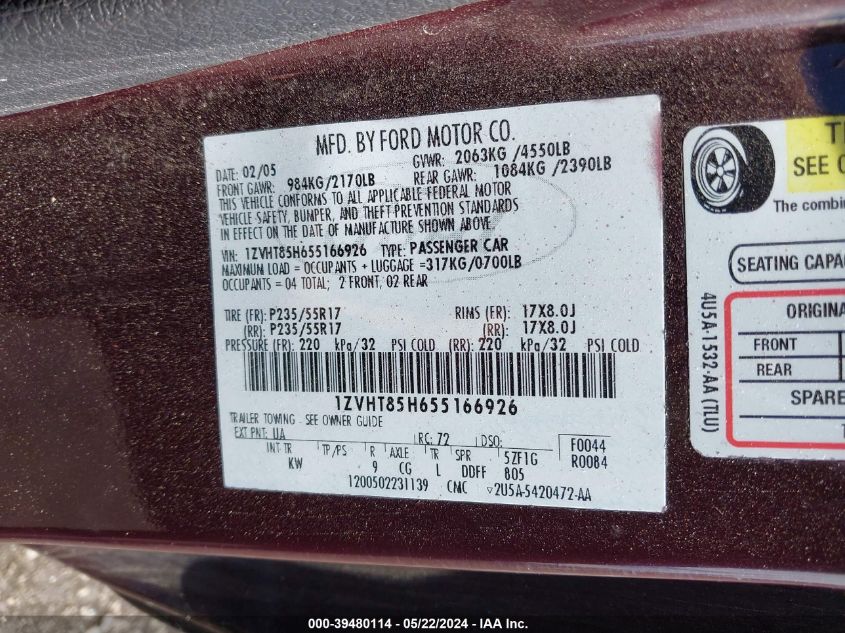 MFD. BY FORD MOTOR CO.
DATE: 02/05 GVWR: 2063KG /4550LB
FRONT GAWR: 984KG/2170LB REAR GAWR: 1084KG /2390LB
THIS VEHICLE CONFORMS TO ALL APPLICABLE FEDERAL MOTOR
VEHICLE SAFETY, BUMPER, AND THEFT PREVENTION STANDARDS
IN EFFECT ON THE DATE OF MANUFACTURE SHOWN ABOVE.
VIN: 1ZVHT85H655166926 TYPE: PASSENGER CAR
MAXIMUM LOAD = OCCUPANTS + LUGGAGE =317KG/0700LB
OCCUPANTS = 04 TOTAL; 2 FRONT, 02 REAR
TIRE (FR): P235/55R17 RIMS (FR): 17X8.0J
(RR): P235/55R17 (RR): 17X8.0J
PRESSURE (FR): 220 kPa/32 PSI COLD (RR): 220 kPa/32 PSI COLD
1ZVHT85H655166926
TRAILER TOWING - SEE OWNER GUIDE
EXT PNT: UA RC: 72 DSO: F0044
INT TR TP/PS R AXLE TR SPR 5ZF1G R0084
KW 9 CG L DDFF 805
1200502231139 CMC 2U5A-5420472-AA
SEE
The combin
SEATING CAPA
ORIGINA
FRONT
REAR
SPARE
4U5A-1532-AA (TLU)
000-39480114 - 05/22/2024 - IAA Inc.